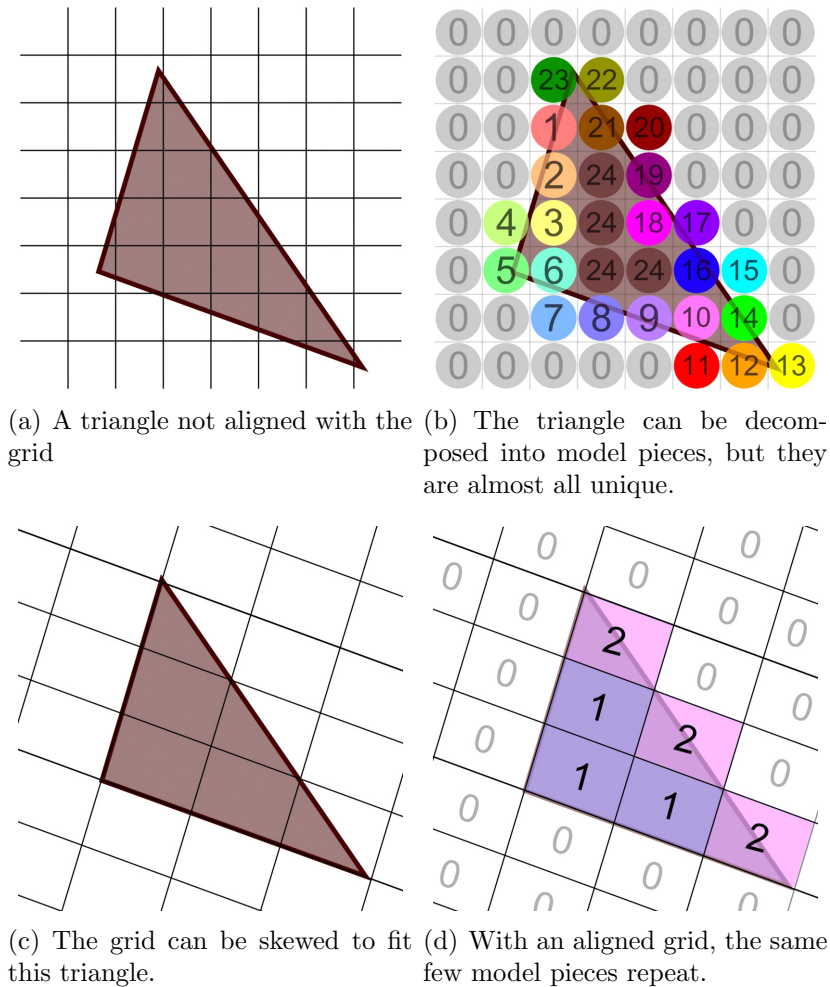 0 0 0 0 0 0 0 0
0 0 23 22 0 0 0 0
0 0 1 21 20 0 0 0
0 0 2 24 19 0 0 0
0 4 3 24 18 17 0 0
0 5 6 24 24 16 15 0
0 0 7 8 9 10 14 0
0 0 0 0 0 11 12 13
(a) A triangle not aligned with the
grid
(b) The triangle can be decom-
posed into model pieces, but they
are almost all unique.
0 0
0 0
0 0
2 0
0 0
1 0
0 2
1 0
0 1
0 2
0 0
0 0
(c) The grid can be skewed to fit
this triangle.
(d) With an aligned grid, the same
few model pieces repeat.